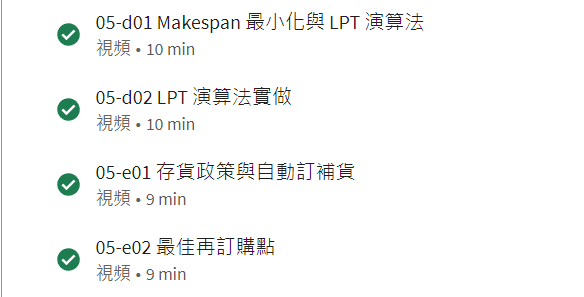 05-d01 Makespan 最小化與 LPT 演算法
視頻 • 10 min
05-d02 LPT 演算法實做
視頻 • 10 min
05-e01 存貨政策與自動訂補貨
視頻 • 9 min
05-e02 最佳再訂購點
視頻 • 9 min